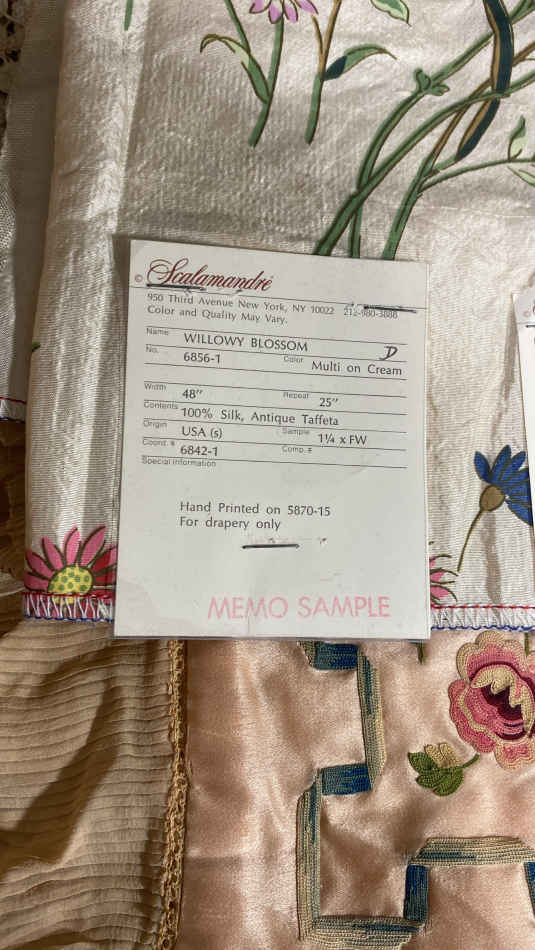 © Scalamandré
950 Third Avenue New York, NY 10022 212-980-3888
Color and Quality May Vary.
Name WILLOWY BLOSSOM D
No. 6856-1 Color Multi on Cream
Width 48" Repeat 25"
Contents 100% Silk, Antique Taffeta
Origin USA (s) Sample 1¼ x FW
Coord. # 6842-1 Comp. #
Special Information
Hand Printed on 5870-15
For drapery only
MEMO SAMPLE